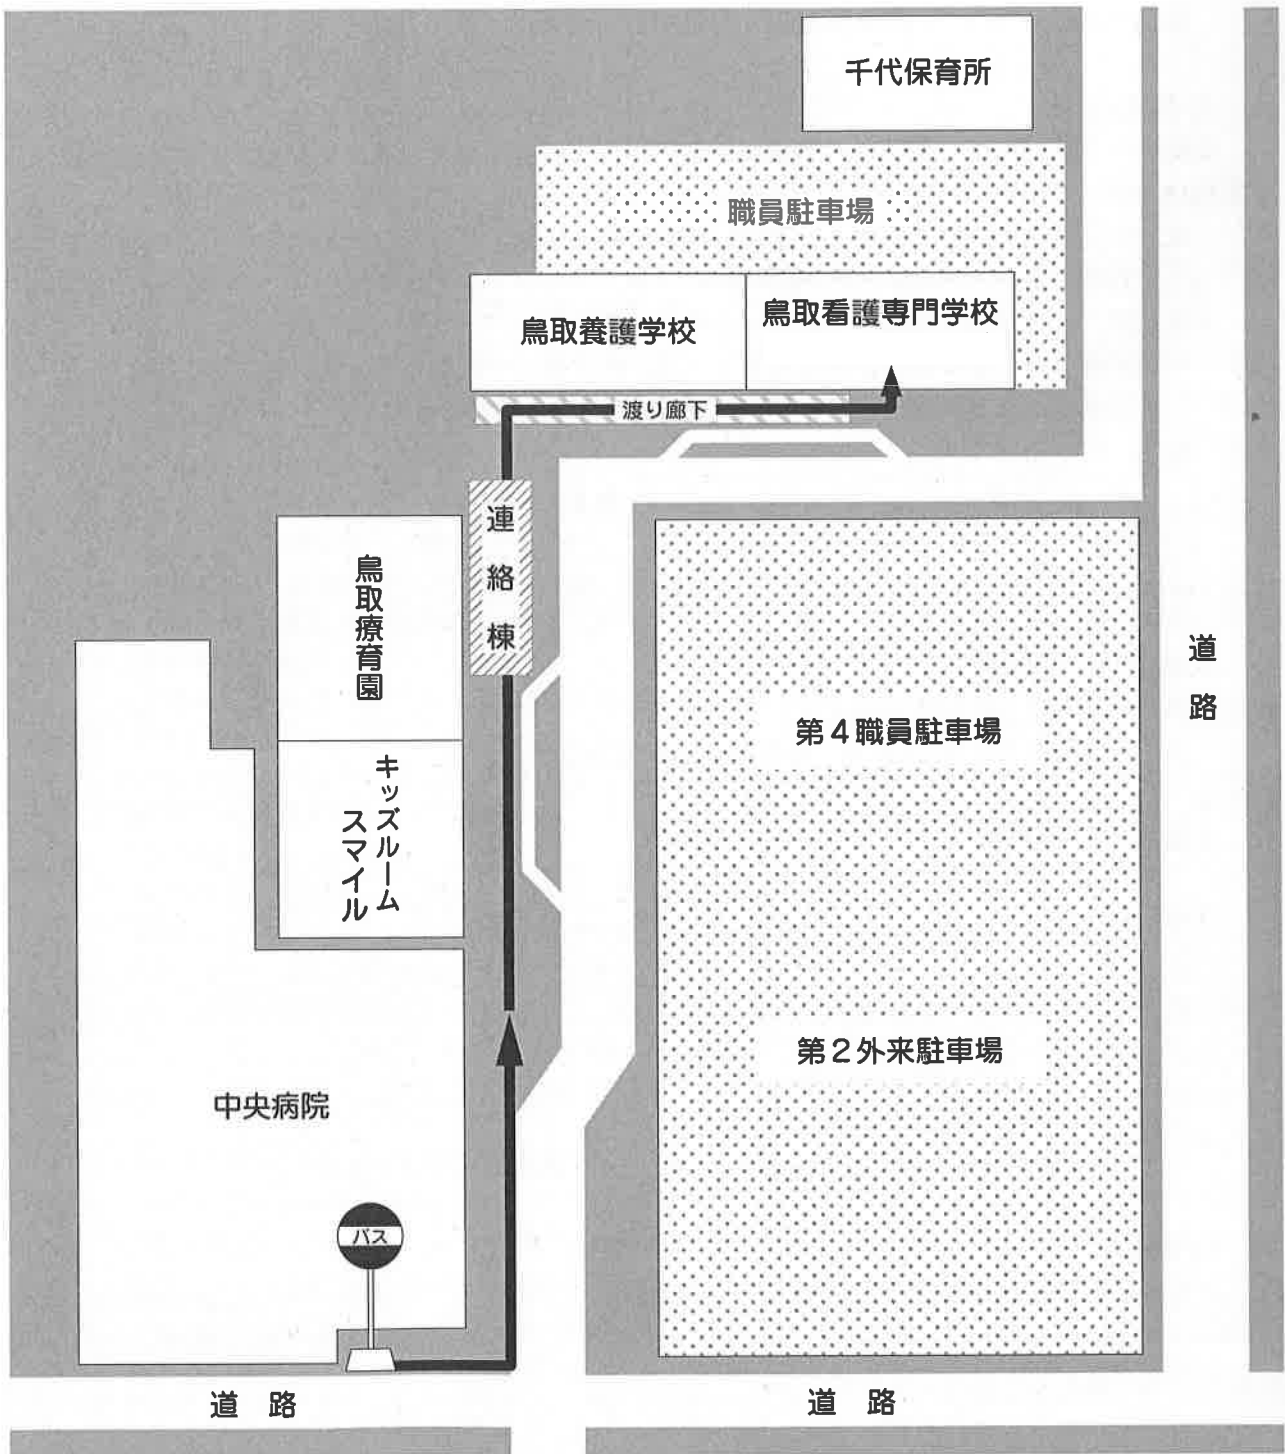 千代保育所
職員駐車場
鳥取養護学校
鳥取看護専門学校
渡り廊下
連絡棟
鳥取療育園
キッズルーム
スマイル
第4職員駐車場
道路
第2外来駐車場
中央病院
バス
道路
道路